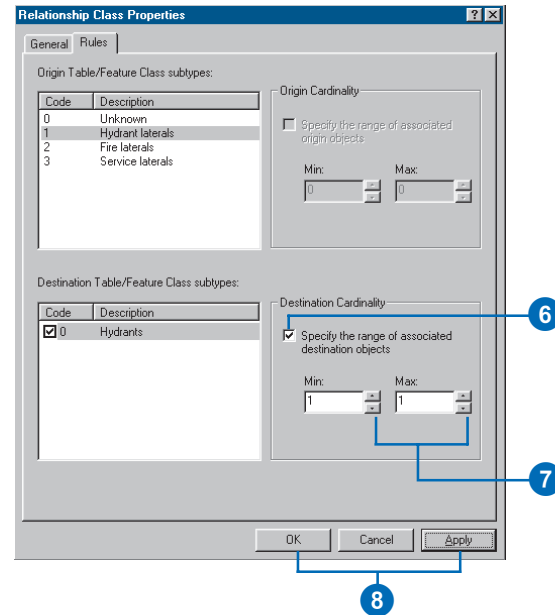 Relationship Class Properties
General Rules
Origin Table/Feature Class subtypes:
Code Description
0 Unknown
1 Hydrant laterals
2 Fire laterals
3 Service laterals
Origin Cardinality
Specify the range of associated
origin objects
Min: Max:
0 0
Destination Table/Feature Class subtypes:
Code Description
0 Hydrants
Destination Cardinality
Specify the range of associated
destination objects
Min: Max:
1 1
6
7
OK Cancel Apply
8